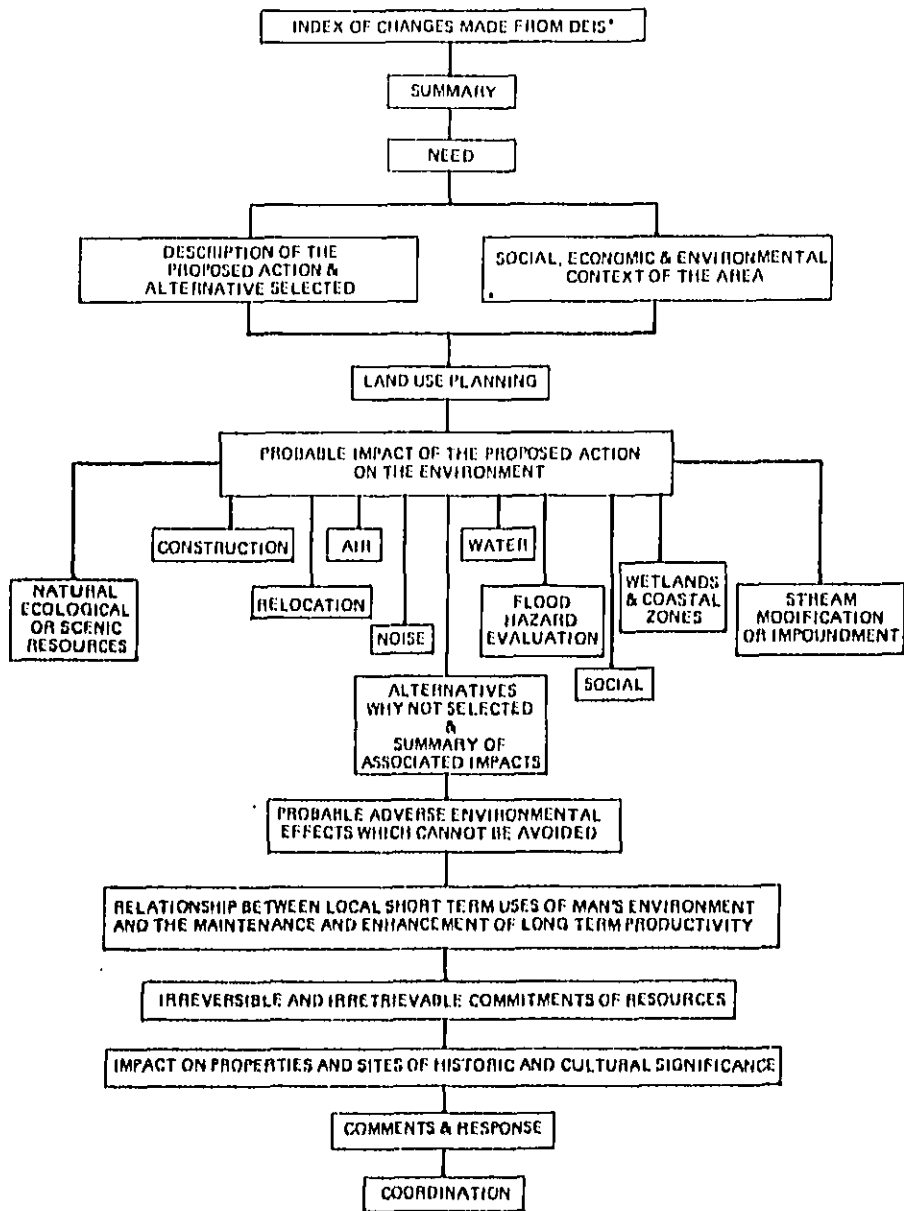 INDEX OF CHANGES MADE FROM DEIS*
SUMMARY
NEED
DESCRIPTION OF THE
PROPOSED ACTION &
ALTERNATIVE SELECTED
SOCIAL, ECONOMIC & ENVIRONMENTAL
CONTEXT OF THE AREA
LAND USE PLANNING
PROBABLE IMPACT OF THE PROPOSED ACTION
ON THE ENVIRONMENT
NATURAL
ECOLOGICAL
OR SCENIC
RESOURCES
CONSTRUCTION
RELOCATION
AIR
NOISE
WATER
FLOOD
HAZARD
EVALUATION
SOCIAL
WETLANDS
& COASTAL
ZONES
STREAM
MODIFICATION
OR IMPOUNDMENT
ALTERNATIVES
WHY NOT SELECTED
&
SUMMARY OF
ASSOCIATED IMPACTS
PROBABLE ADVERSE ENVIRONMENTAL
EFFECTS WHICH CANNOT BE AVOIDED
RELATIONSHIP BETWEEN LOCAL SHORT TERM USES OF MAN'S ENVIRONMENT
AND THE MAINTENANCE AND ENHANCEMENT OF LONG TERM PRODUCTIVITY
IRREVERSIBLE AND IRRETRIEVABLE COMMITMENTS OF RESOURCES
IMPACT ON PROPERTIES AND SITES OF HISTORIC AND CULTURAL SIGNIFICANCE
COMMENTS & RESPONSE
COORDINATION